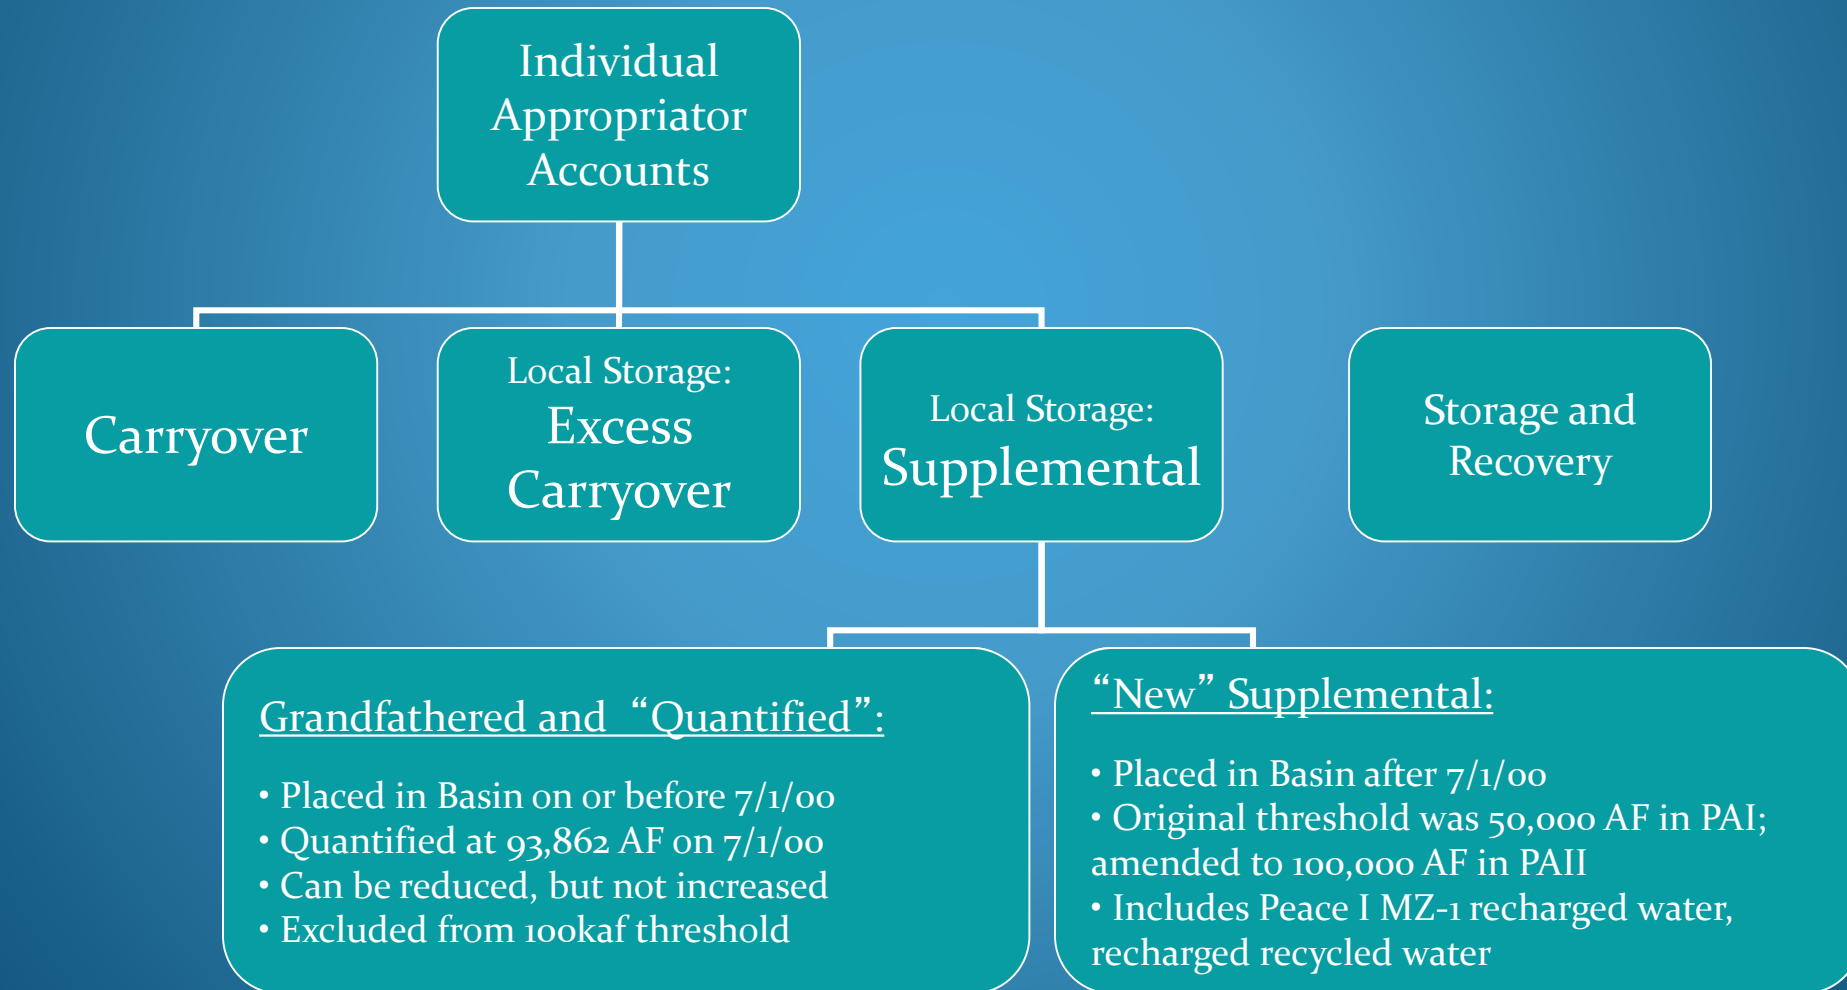 Individual
Appropriator
Accounts
Carryover
Local Storage:
Excess
Carryover
Local Storage:
Supplemental
Storage and
Recovery
Grandfathered and “Quantified”:
• Placed in Basin on or before 7/1/00
• Quantified at 93,862 AF on 7/1/00
• Can be reduced, but not increased
• Excluded from 100kaf threshold
“New” Supplemental:
• Placed in Basin after 7/1/00
• Original threshold was 50,000 AF in PAI;
amended to 100,000 AF in PAII
• Includes Peace I MZ-1 recharged water,
recharged recycled water